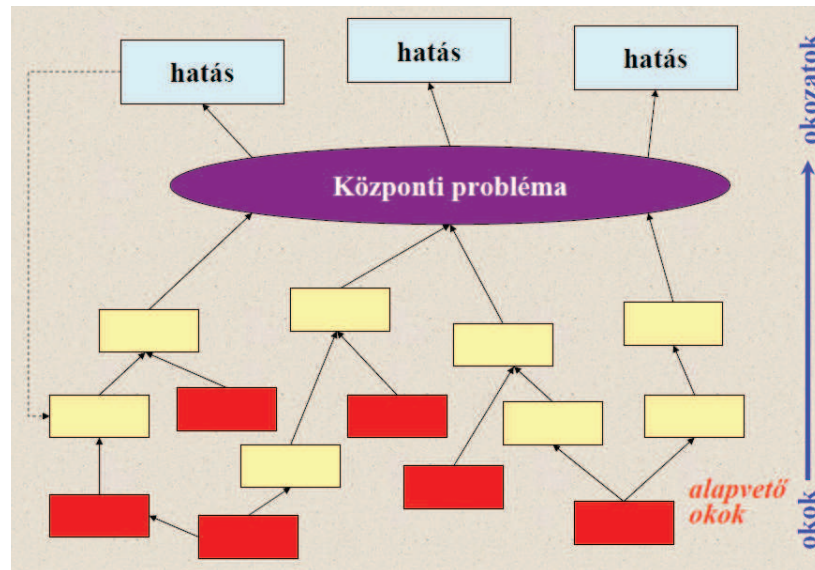 hatás
hatás
hatás
okozatok
Központi probléma
alapvető
okok
okok